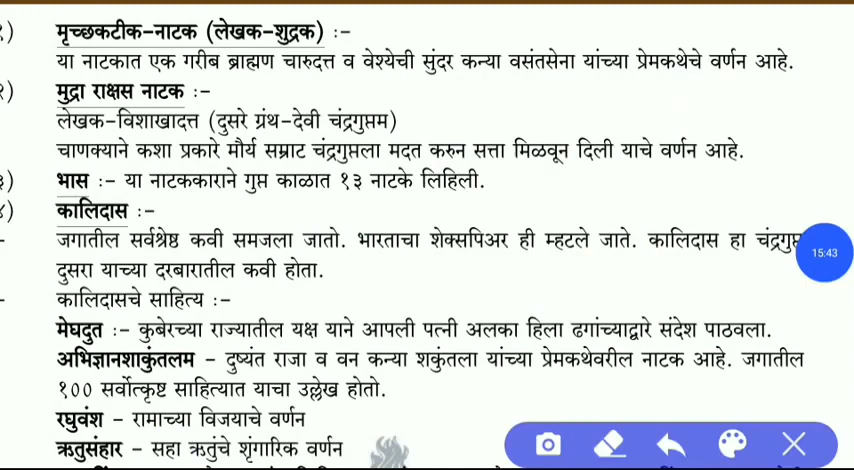 १) मृच्छकटीक-नाटक (लेखक-शुद्रक) :-
या नाटकात एक गरीब ब्राह्मण चारुदत्त व वेश्येची सुंदर कन्या वसंतसेना यांच्या प्रेमकथेचे वर्णन आहे.
२) मुद्रा राक्षस नाटक :-
लेखक-विशाखादत्त (दुसरे ग्रंथ-देवी चंद्रगुप्तम)
चाणक्याने कशा प्रकारे मौर्य सम्राट चंद्रगुप्तला मदत करुन सत्ता मिळवून दिली याचे वर्णन आहे.
३) भास :- या नाटककाराने गुप्त काळात १३ नाटके लिहिली.
४) कालिदास :-
- जगातील सर्वश्रेष्ठ कवी समजला जातो. भारताचा शेक्सपिअर ही म्हटले जाते. कालिदास हा
15:43
दुसरा याच्या दरबारातील कवी होता.
- कालिदासचे साहित्य :-
मेघदुत :- कुबेरच्या राज्यातील यक्ष याने आपली पत्नी अलका हिला ढगांच्याद्वारे संदेश पाठवला.
अभिज्ञानशाकुंतलम - दुष्यंत राजा व वन कन्या शकुंतला यांच्या प्रेमकथेवरील नाटक आहे. जगातील
१०० सर्वोत्कृष्ट साहित्यात याचा उल्लेख होतो.
रघुवंश - रामाच्या विजयाचे वर्णन
ऋतुसंहार - सहा ऋतुंचे शृंगारिक वर्णन